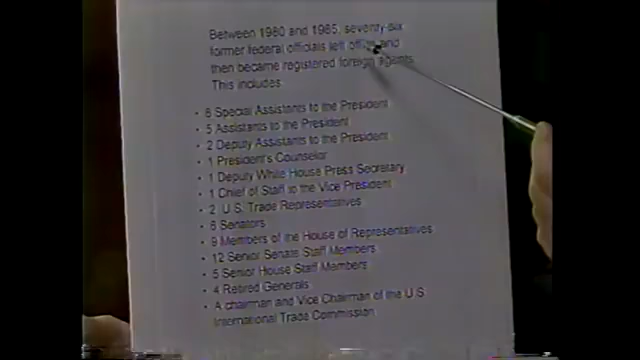 Between 1980 and 1985, seventy-six
former federal officials left office and
then became registered foreign agents.
This includes:
• 8 Special Assistants to the President
• 5 Assistants to the President
• 2 Deputy Assistants to the President
• 1 President's Counselor
• 1 Deputy White House Press Secretary
• 1 Chief of Staff to the Vice President
• 2 U.S. Trade Representatives
• 6 Senators
• 9 Members of the House of Representatives
• 12 Senior Senate Staff Members
• 5 Senior House Staff Members
• 4 Retired Generals
• A chairman and Vice Chairman of the U.S
International Trade Commission